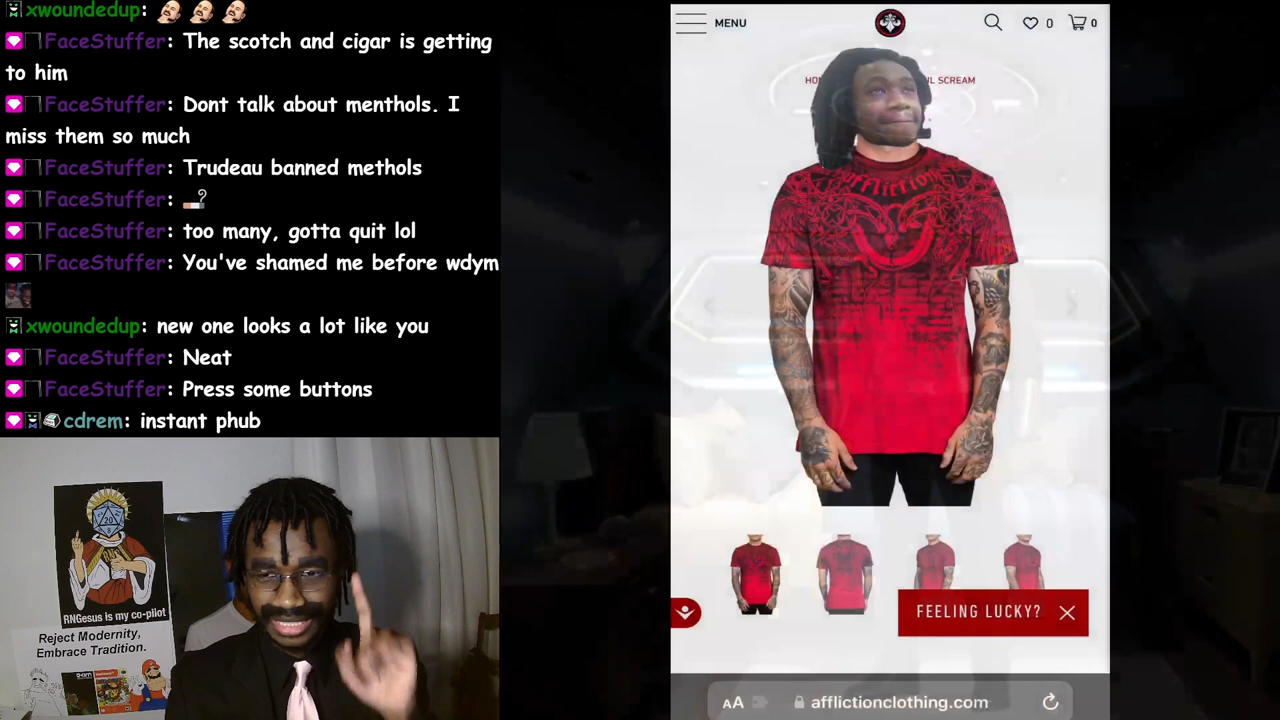 xwoundedup:
FaceStuffer: The scotch and cigar is getting
to him
FaceStuffer: Dont talk about menthols. I
miss them so much
FaceStuffer: Trudeau banned methols
FaceStuffer:
FaceStuffer: too many, gotta quit lol
FaceStuffer: You've shamed me before wdym
xwoundedup: new one looks a lot like you
FaceStuffer: Neat
FaceStuffer: Press some buttons
cdrem: instant phub
20
RNGesus is my co-pliot
Reject Modernity,
Embrace Tradition.
MENU
0
0
SCREAM
affliction
FEELING LUCKY?
AA
afflictionclothing.com